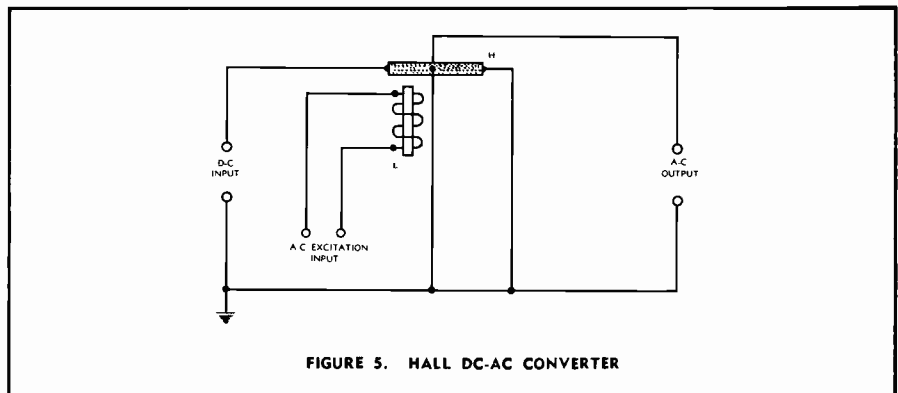 H
D-C
INPUT
L
A-C
OUTPUT
A C EXCITATION
INPUT
FIGURE 5. HALL DC-AC CONVERTER